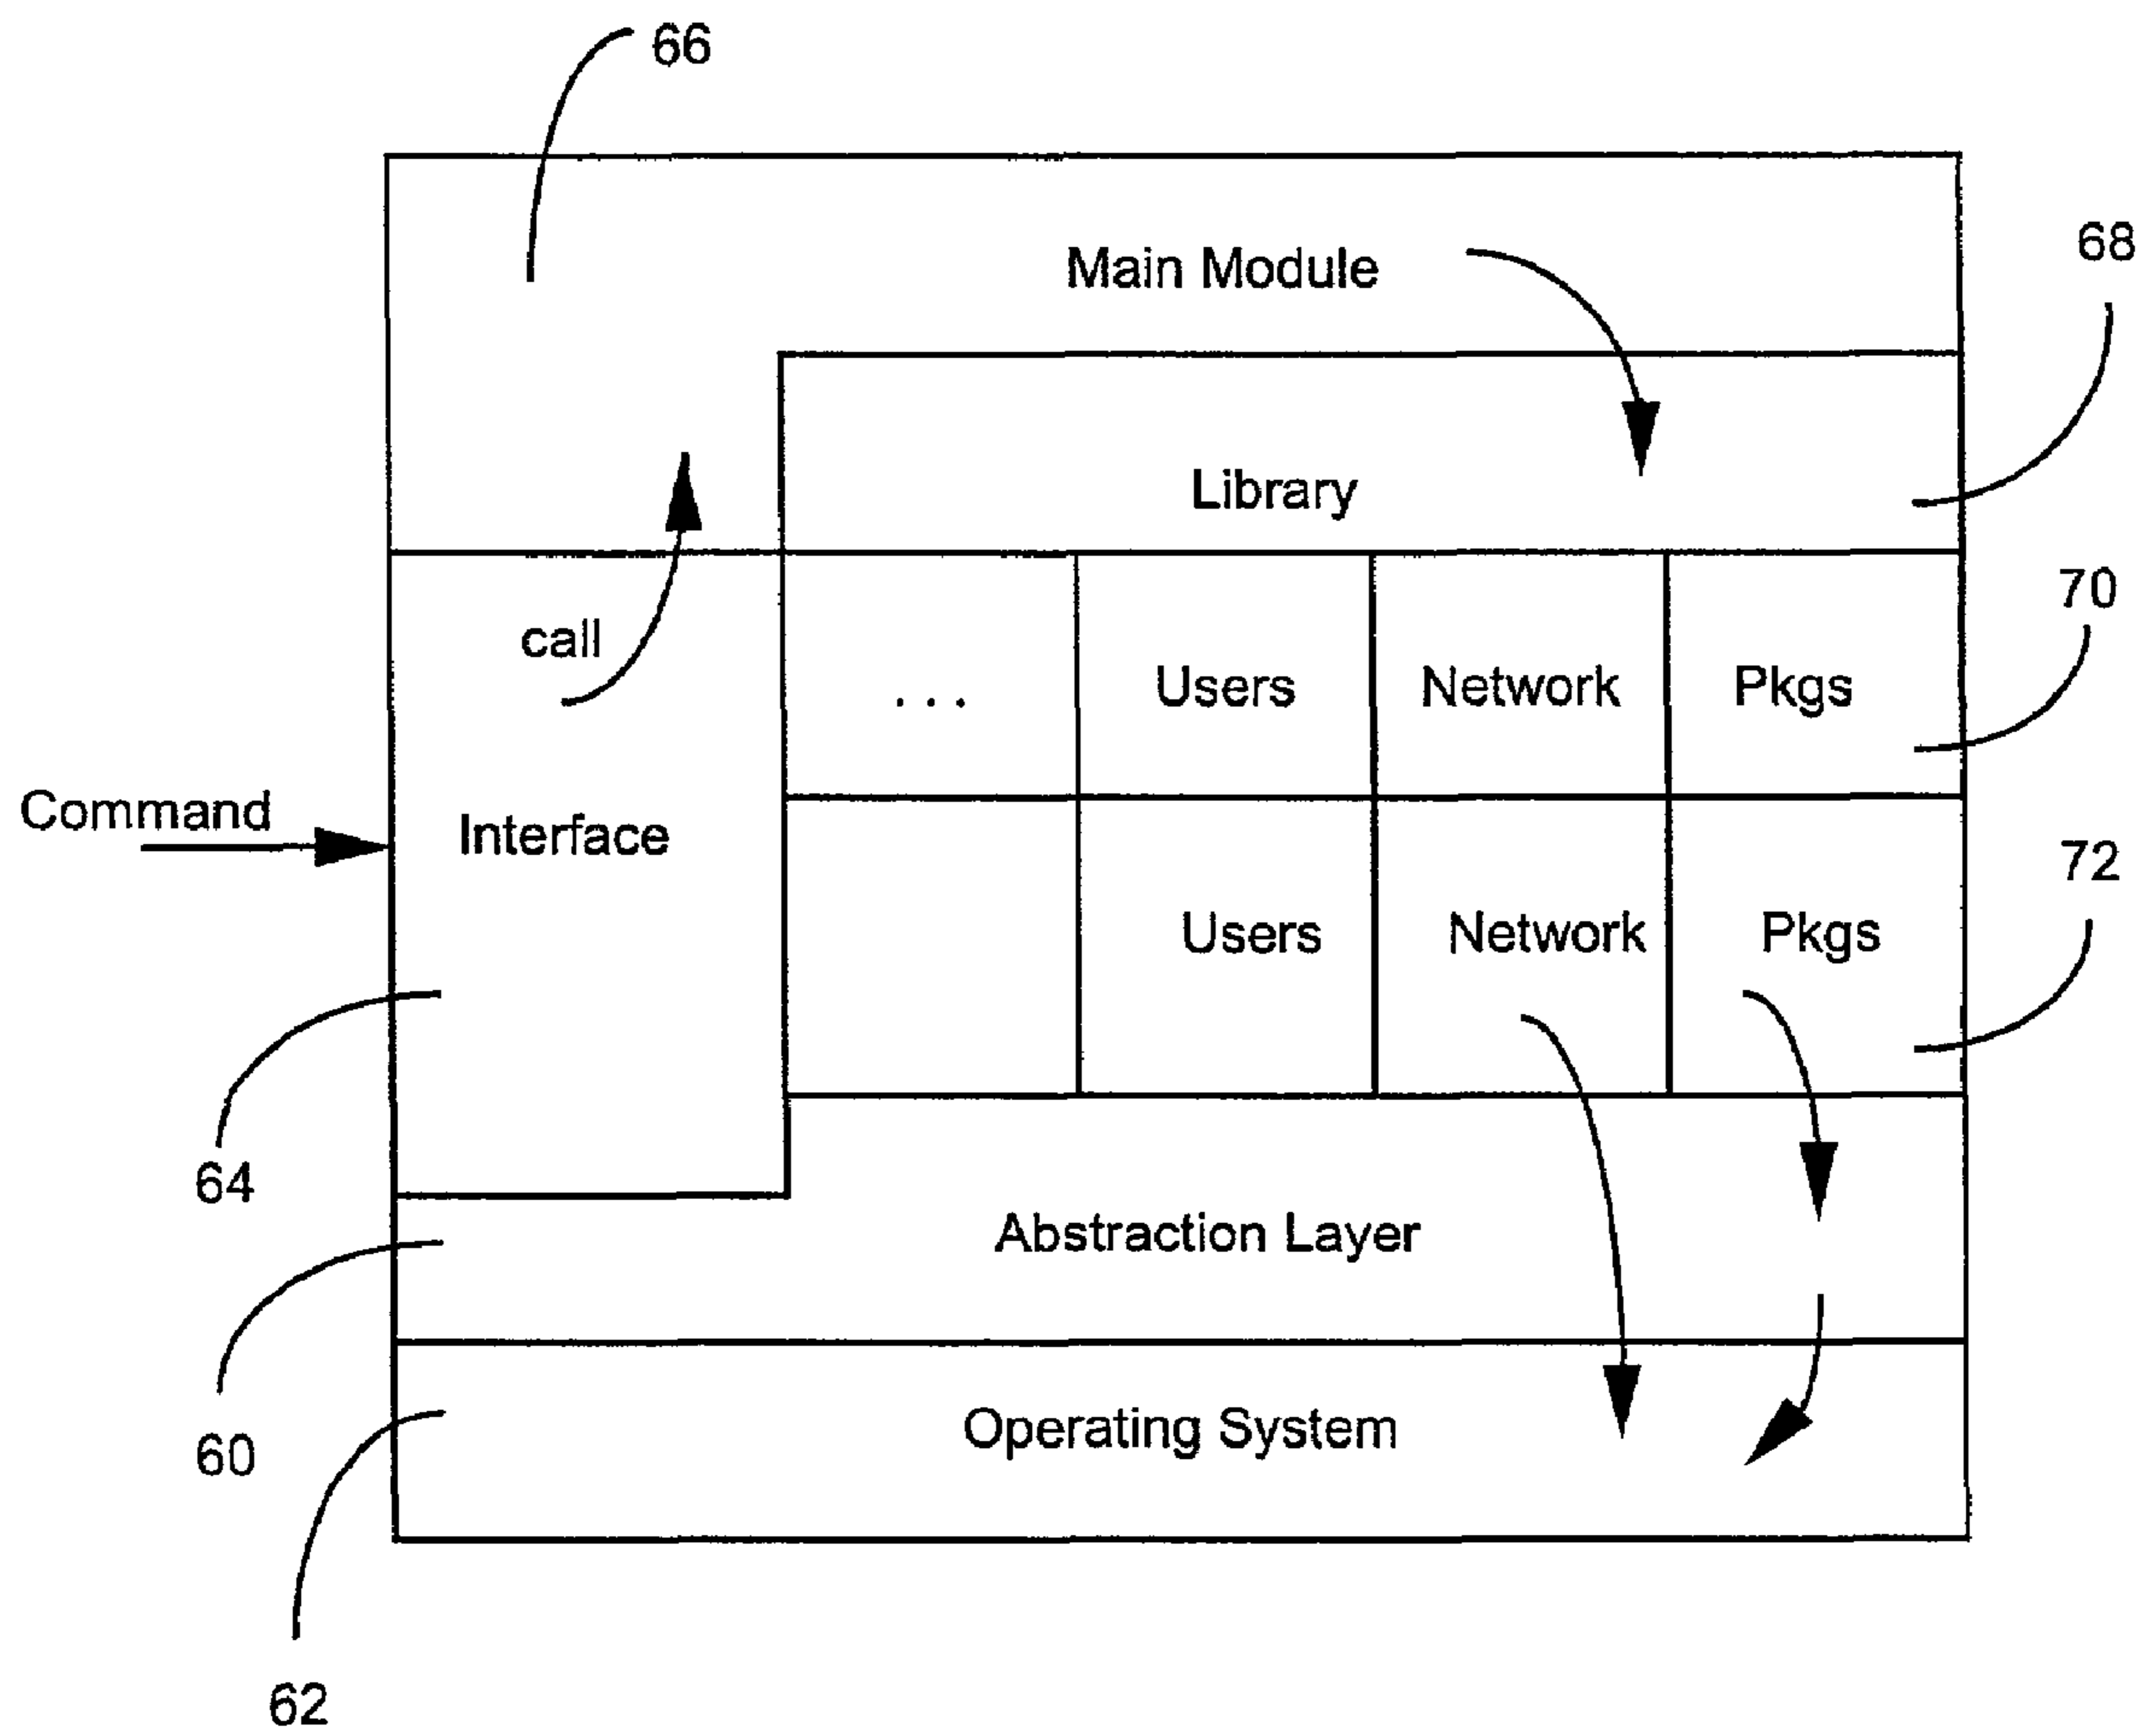 66
Main Module
68
Library
70
call
... Users Network Pkgs
Command
Interface
72
Users Network Pkgs
64
Abstraction Layer
60
Operating System
62